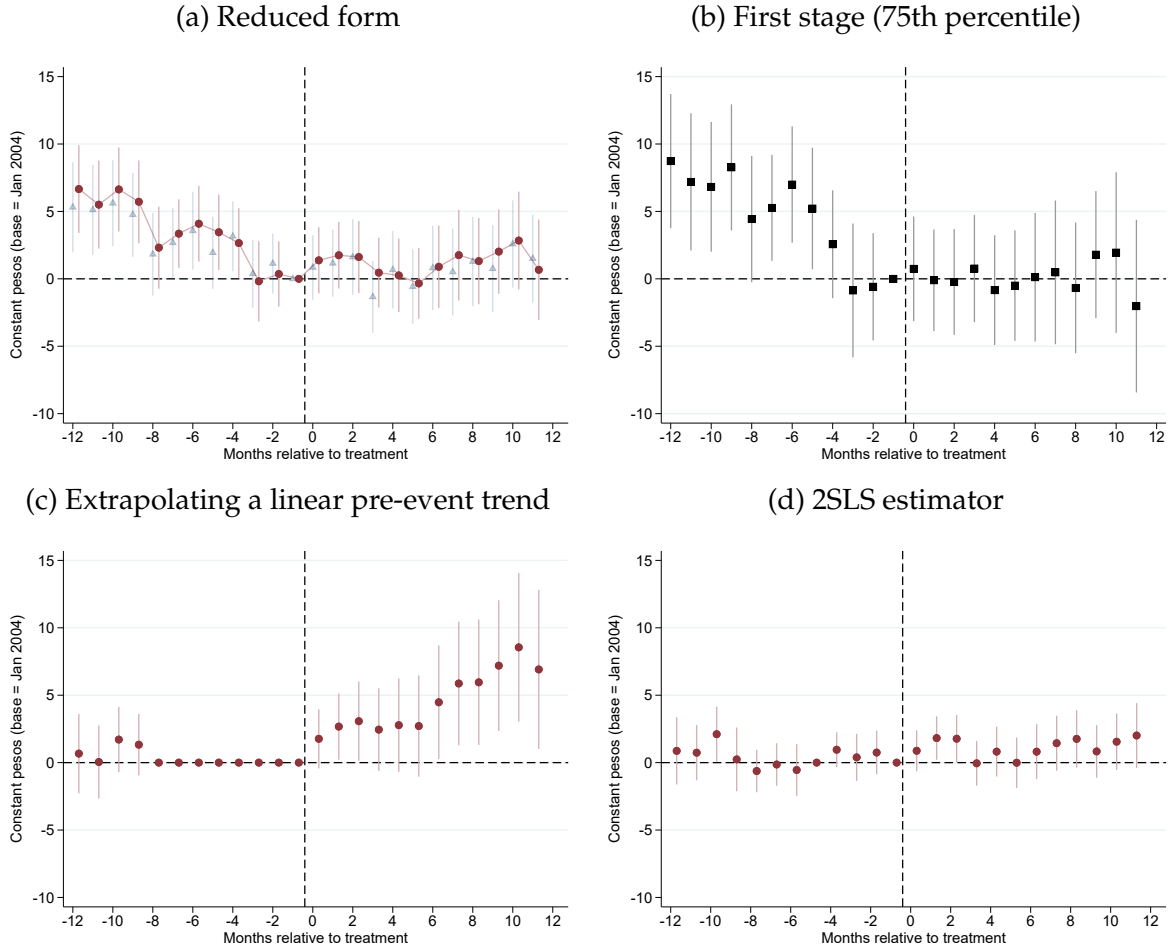 (a) Reduced form
(b) First stage (75th percentile)
Constant pesos (base = Jan 2004)
15
10
5
0
-5
-10
-12 -10 -8 -6 -4 -2 0 2 4 6 8 10 12
Months relative to treatment
Constant pesos (base = Jan 2004)
15
10
5
0
-5
-10
-12 -10 -8 -6 -4 -2 0 2 4 6 8 10 12
Months relative to treatment
(c) Extrapolating a linear pre-event trend
(d) 2SLS estimator
Constant pesos (base = Jan 2004)
15
10
5
0
-5
-10
-12 -10 -8 -6 -4 -2 0 2 4 6 8 10 12
Months relative to treatment
Constant pesos (base = Jan 2004)
15
10
5
0
-5
-10
-12 -10 -8 -6 -4 -2 0 2 4 6 8 10 12
Months relative to treatment